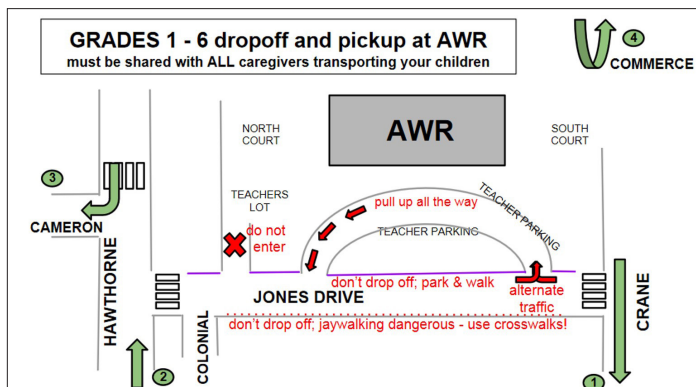 GRADES 1 - 6 dropoff and pickup at AWR
must be shared with ALL caregivers transporting your children
4
COMMERCE
NORTH
COURT
AWR
SOUTH
COURT
3
CAMERON
TEACHERS
LOT
do not
enter
pull up all the way
TEACHER PARKING
TEACHER PARKING
HAWTHORNE
don't drop off; park & walk
JONES DRIVE
alternate
traffic
CRANE
don't drop off; jaywalking dangerous - use crosswalks!
COLONIAL
2
1